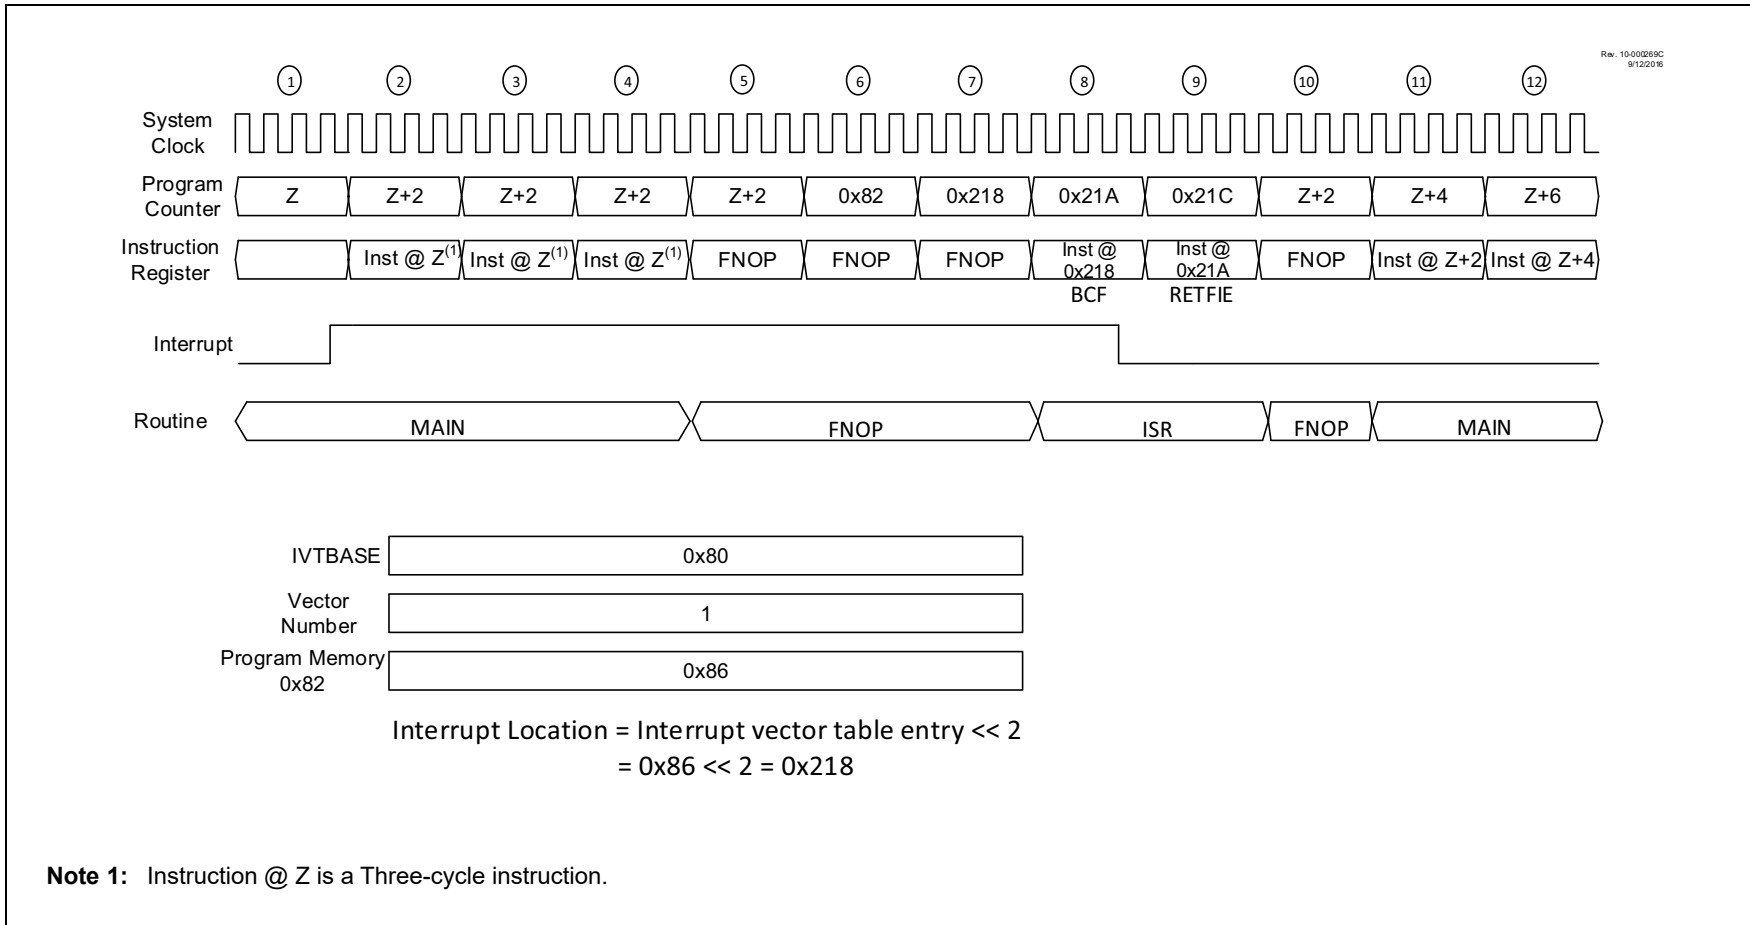 Rev. 10-000269C
9/12/2016
1 2 3 4 5 6 7 8 9 10 11 12
System
Clock
Program
Counter
Z Z+2 Z+2 Z+2 Z+2 0x82 0x218 0x21A 0x21C Z+2 Z+4 Z+6
Instruction
Register
Inst @ Z(1) Inst @ Z(1) Inst @ Z(1) FNOP FNOP FNOP Inst @ 0x218 Inst @ 0x21A FNOP Inst @ Z+2 Inst @ Z+4
BCF RETFIE
Interrupt
Routine MAIN FNOP ISR FNOP MAIN
IVTBASE 0x80
Vector
Number
1
Program Memory
0x82
0x86
Interrupt Location = Interrupt vector table entry << 2
= 0x86 << 2 = 0x218
Note 1: Instruction @ Z is a Three-cycle instruction.